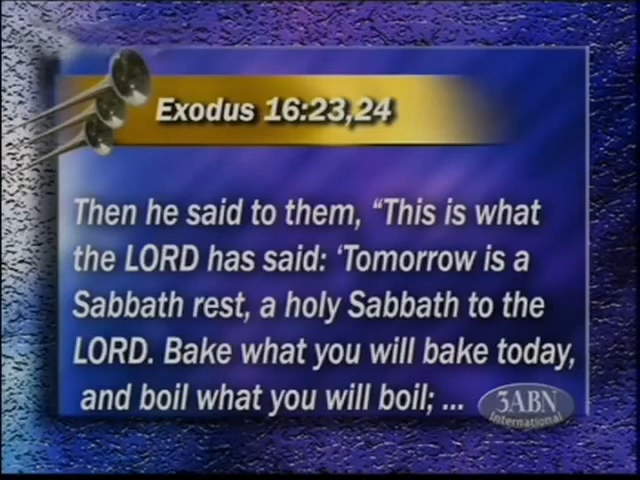 Exodus 16:23,24
Then he said to them, “This is what
the LORD has said: ‘Tomorrow is a
Sabbath rest, a holy Sabbath to the
LORD. Bake what you will bake today,
and boil what you will boil; ...
3ABN
International